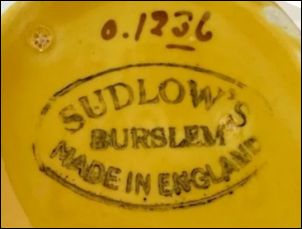 0.1236
SUDLOW'S
BURSLEM
MADE IN ENGLAND